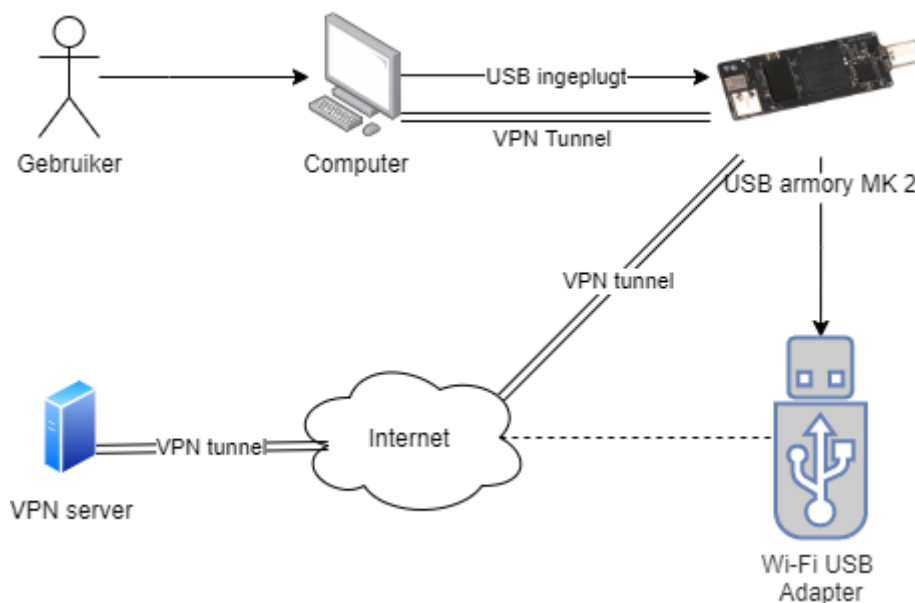 USB ingeplugt
VPN Tunnel
Gebruiker
Computer
USB armory MK 2
VPN tunnel
Internet
VPN tunnel
VPN server
Wi-Fi USB
Adapter